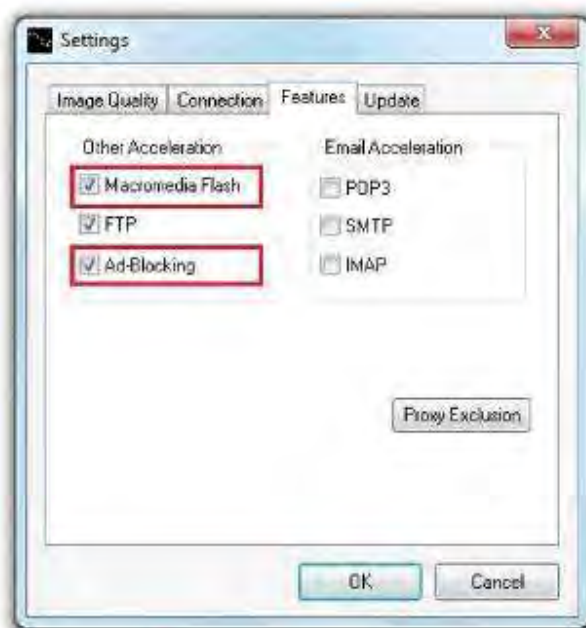 Settings
Image Quality Connection Features Update
Other Acceleration Email Acceleration
Macromedia Flash POP3
FTP SMTP
Ad-Blocking IMAP
Proxy Exclusion
OK Cancel